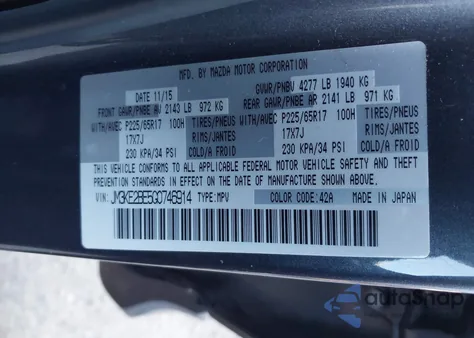 MFD. BY MAZDA MOTOR CORPORATION
DATE 11/15 GVWR/PNBV 4277 LB 1940 KG
FRONT GAWR/PNBE AV 2143 LB 972 KG REAR GAWR/PNBE AR 2141 LB 971 KG
WITH/AVEC P225/65R17 100H TIRES/PNEUS WITH/AVEC P225/65R17 100H TIRES/PNEUS
17X7J RIMS/JANTES 17X7J RIMS/JANTES
230 KPA/34 PSI COLD/A FROID 230 KPA/34 PSI COLD/A FROID
THIS VEHICLE CONFORMS TO ALL APPLICABLE FEDERAL MOTOR VEHICLE SAFETY AND THEFT
PREVENTION STANDARDS IN EFFECT ON THE DATE OF MANUFACTURE SHOWN ABOVE.
VIN: JM3KE2BE5G0746914 TYPE:MPV COLOR CODE:42A MADE IN JAPAN
autoSnap